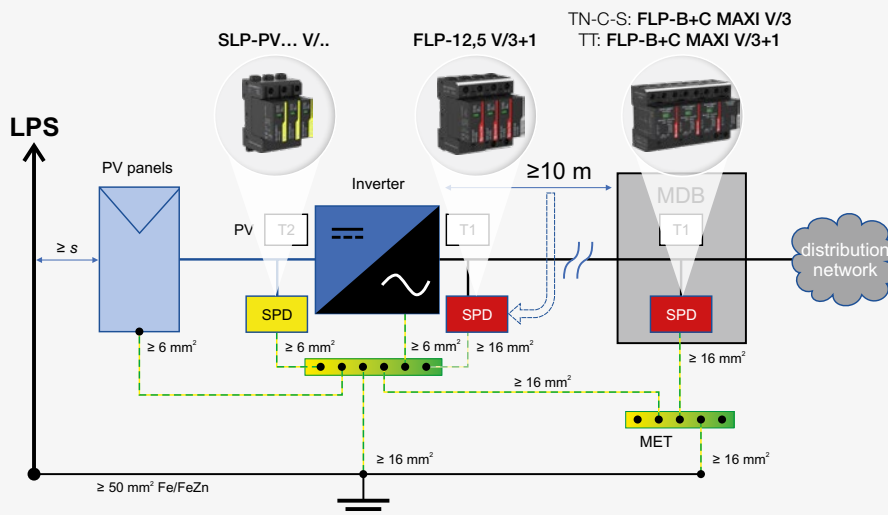 TN-C-S: FLP-B+C MAXI V/3
TT: FLP-B+C MAXI V/3+1
SLP-PV... V/..
FLP-12,5 V/3+1
LPS
PV panels
Inverter
≥10 m
MDB
PV
T2
T1
T1
≥ s
distribution
network
SPD
SPD
SPD
≥ 6 mm²
≥ 6 mm²
≥ 6 mm²
≥ 16 mm²
≥ 16 mm²
≥ 16 mm²
MET
≥ 16 mm²
≥ 16 mm²
≥ 50 mm² Fe/FeZn